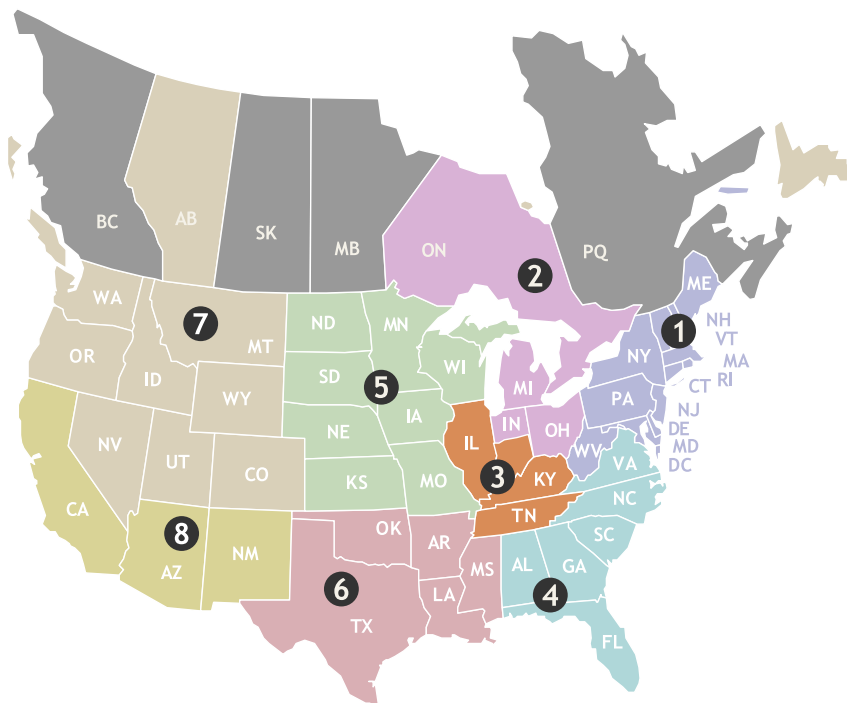 BC
AB
SK
MB
ON
PQ
2
WA
7
MT
ND
MN
ME
1
NH
VT
MA
RI
CT
NY
OR
ID
WY
SD
5
WI
MI
PA
NJ
DE
MD
DC
NV
UT
CO
NE
IA
IL
IN
OH
WV
VA
KS
MO
3
KY
NC
CA
8
AZ
NM
OK
AR
TN
SC
6
TX
LA
MS
AL
GA
4
FL